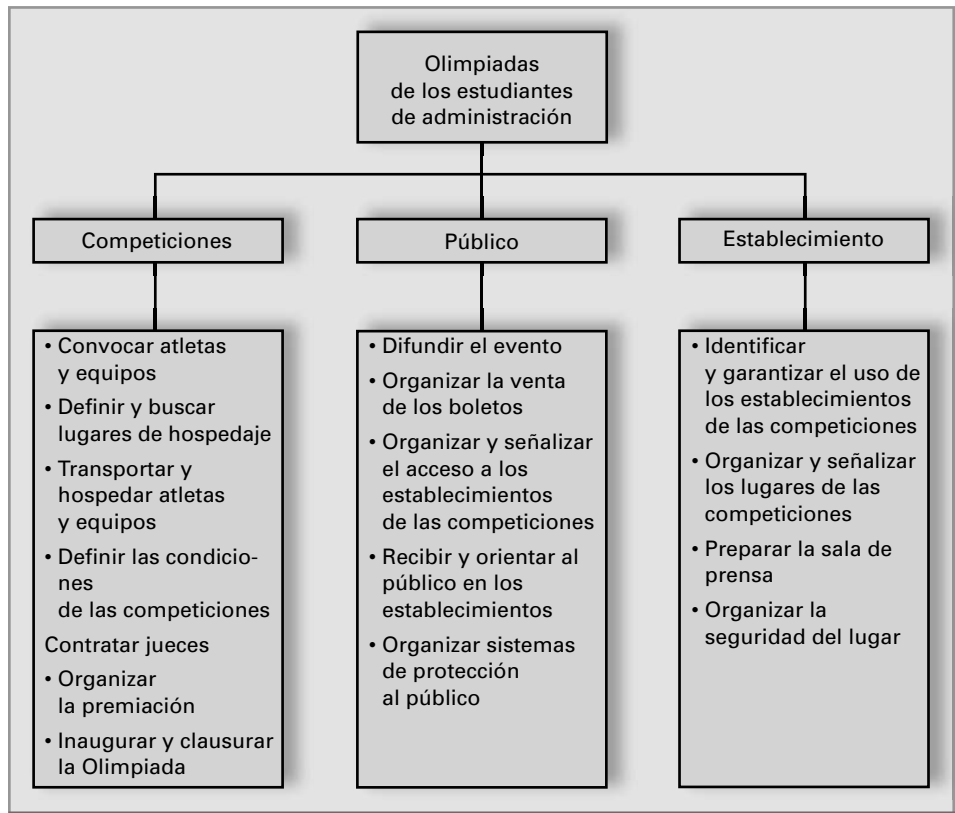 Olimpiadas
de los estudiantes
de administración
Competiciones
• Convocar atletas
y equipos
• Definir y buscar
lugares de hospedaje
• Transportar y
hospedar atletas
y equipos
• Definir las condicio-
nes
de las competiciones
Contratar jueces
• Organizar
la premiación
• Inaugurar y clausurar
la Olimpiada
Público
• Difundir el evento
• Organizar la venta
de los boletos
• Organizar y señalizar
el acceso a los
establecimientos
de las competiciones
• Recibir y orientar al
público en los
establecimientos
• Organizar sistemas
de protección
al público
Establecimiento
• Identificar
y garantizar el uso de
los establecimientos
de las competiciones
• Organizar y señalizar
los lugares de las
competiciones
• Preparar la sala de
prensa
• Organizar la
seguridad del lugar